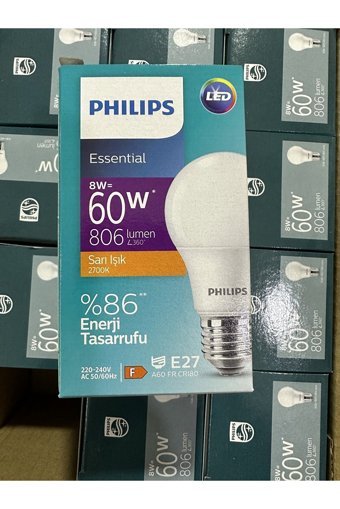 PHILIPS
LED
Essential
8W=
60W*
806 lumen
∠360°
Sarı Işık
2700K
%86**
Enerji
Tasarrufu
PHILIPS
220-240V
AC 50/60Hz
F
E27
A60 FR CRI80
PHILIPS
8W=
60W
806 lumen
PHILIPS
60W
806 lumen
8W=
60W
806 lumen
8W=
60W
806 lumen